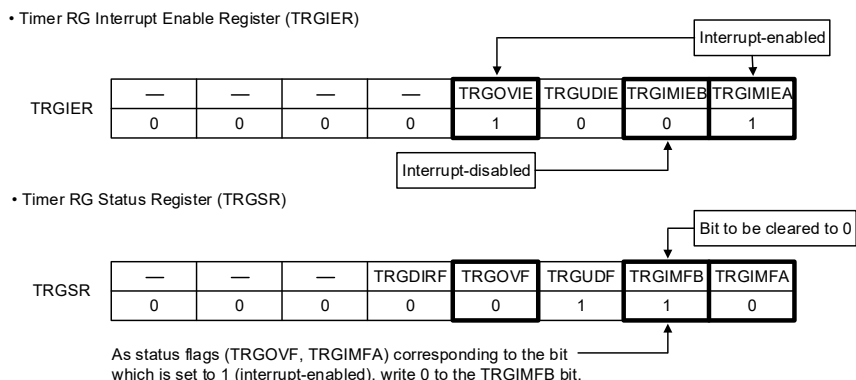 • Timer RG Interrupt Enable Register (TRGIER)
Interrupt-enabled
— — — — TRGOVIE TRGUDIE TRGIMIEB TRGIMIEA
TRGIER
0 0 0 0 1 0 0 1
Interrupt-disabled
• Timer RG Status Register (TRGSR)
Bit to be cleared to 0
— — — TRGDIRF TRGOVF TRGUDF TRGIMFB TRGIMFA
TRGSR
0 0 0 0 0 1 1 0
As status flags (TRGOVF, TRGIMFA) corresponding to the bit
which is set to 1 (interrupt-enabled), write 0 to the TRGIMFB bit.